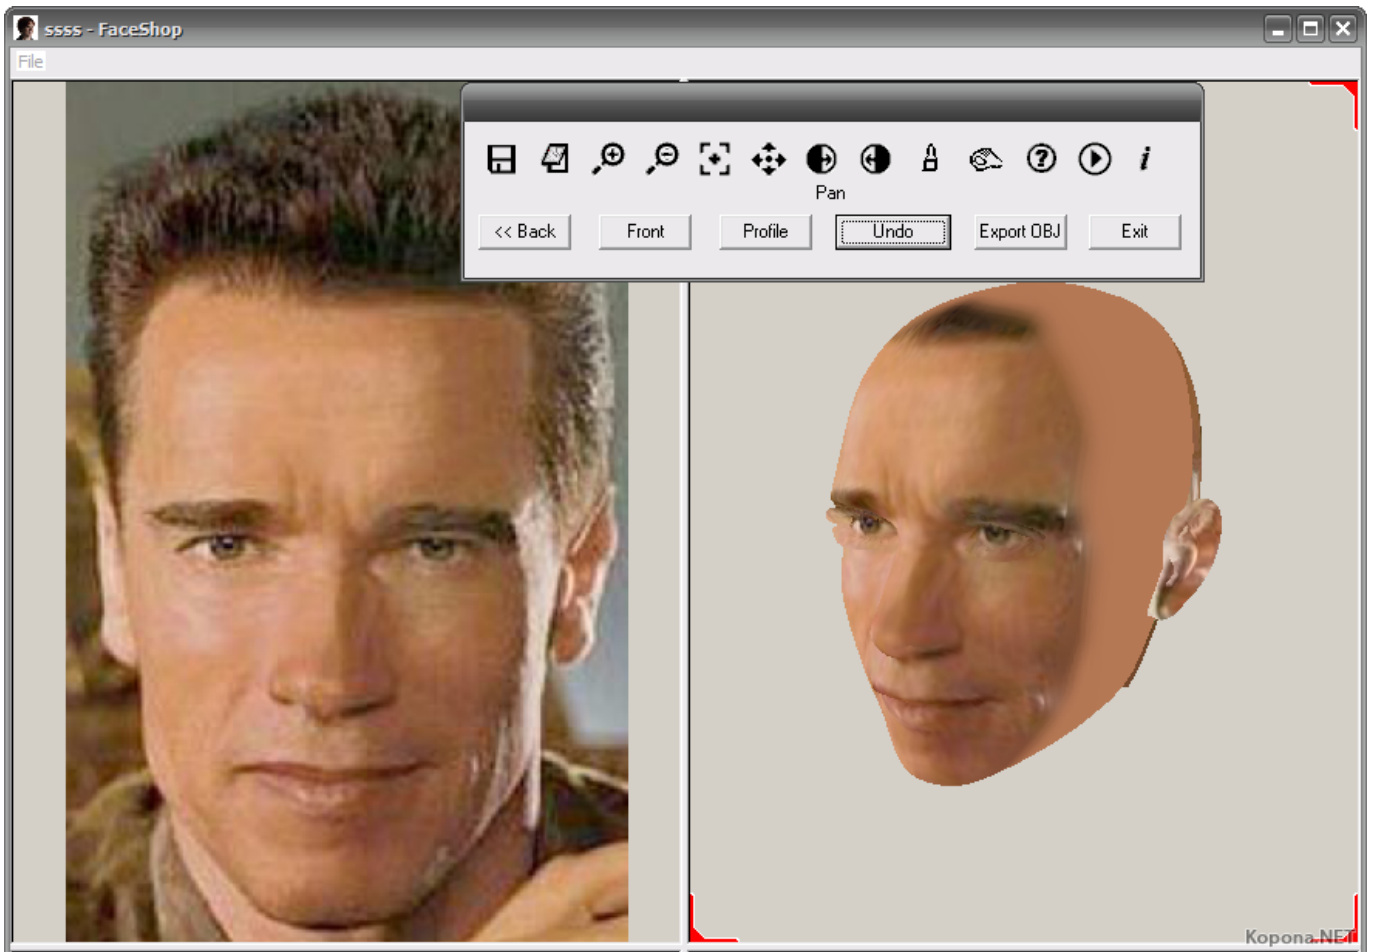 ssss - FaceShop
File
Pan
<< Back
Front
Profile
Undo
Export OBJ
Exit
Kopona.NET